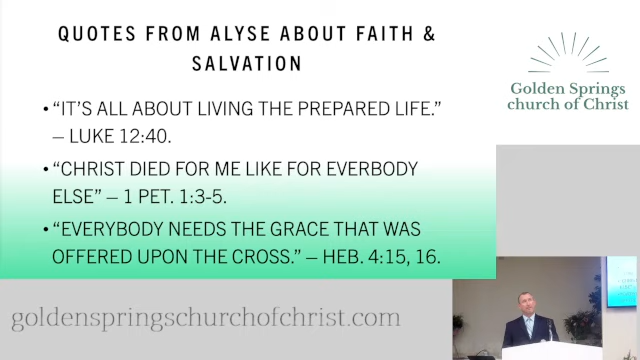 QUOTES FROM ALYSE ABOUT FAITH &
SALVATION
• “IT’S ALL ABOUT LIVING THE PREPARED LIFE.”
– LUKE 12:40.
• “CHRIST DIED FOR ME LIKE FOR EVERBODY
ELSE” – 1 PET. 1:3-5.
• “EVERYBODY NEEDS THE GRACE THAT WAS
OFFERED UPON THE CROSS.” – HEB. 4:15, 16.
Golden Springs
church of Christ
goldenspringschurchofchrist.com